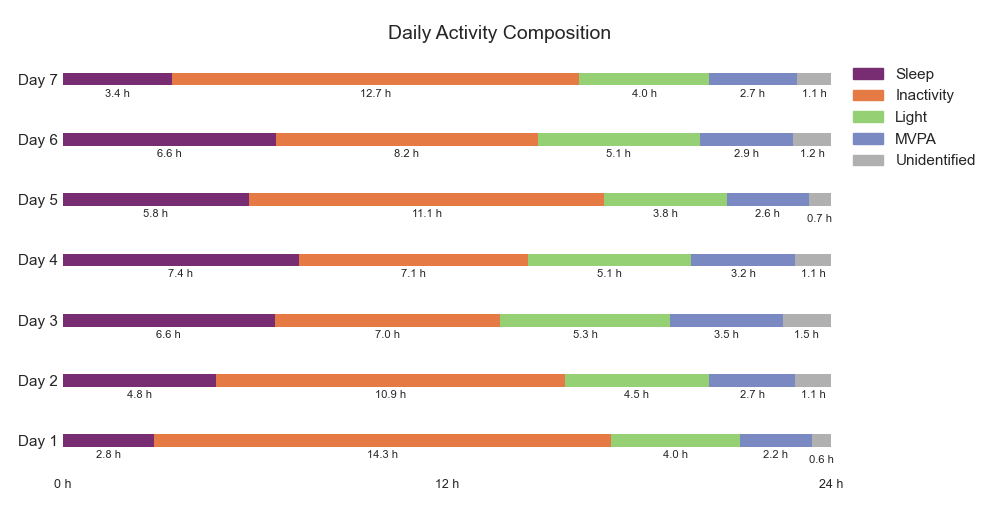 Daily Activity Composition
Day 7
3.4 h 12.7 h 4.0 h 2.7 h 1.1 h
Day 6
6.6 h 8.2 h 5.1 h 2.9 h 1.2 h
Day 5
5.8 h 11.1 h 3.8 h 2.6 h 0.7 h
Day 4
7.4 h 7.1 h 5.1 h 3.2 h 1.1 h
Day 3
6.6 h 7.0 h 5.3 h 3.5 h 1.5 h
Day 2
4.8 h 10.9 h 4.5 h 2.7 h 1.1 h
Day 1
2.8 h 14.3 h 4.0 h 2.2 h 0.6 h
0 h 12 h 24 h
Sleep
Inactivity
Light
MVPA
Unidentified